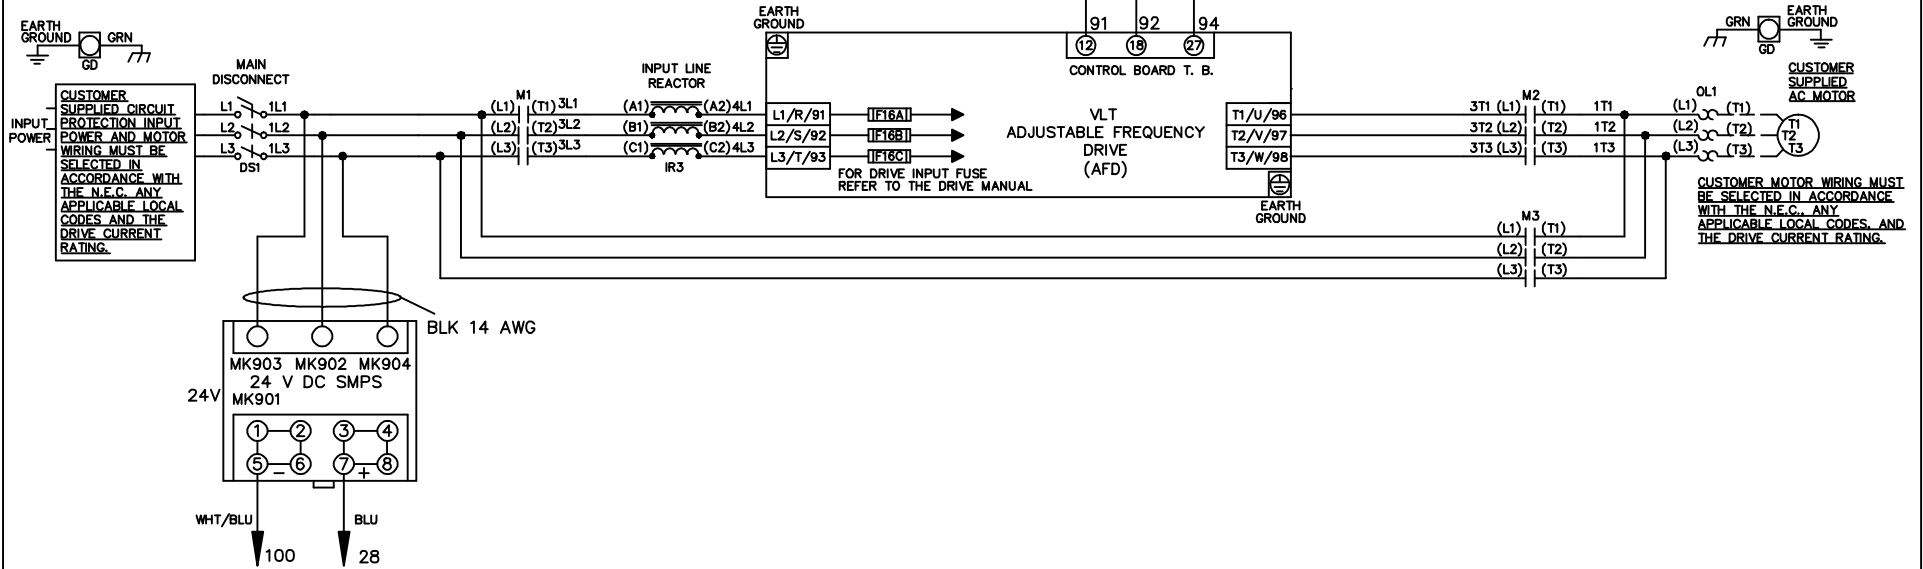 EARTH
GROUND
GRN
GD
EARTH
GROUND
91 92 94
12 18 27
CONTROL BOARD T. B.
GRN
EARTH
GROUND
GD
INPUT
POWER
CUSTOMER
SUPPLIED CIRCUIT
PROTECTION INPUT
POWER AND MOTOR
WIRING MUST BE
SELECTED IN
ACCORDANCE WITH
THE N.E.C. ANY
APPLICABLE LOCAL
CODES AND THE
DRIVE CURRENT
RATING.
MAIN
DISCONNECT
L1 1L1
L2 1L2
L3 1L3
DS1
M1
(L1) (T1) 3L1
(L2) (T2) 3L2
(L3) (T3) 3L3
INPUT LINE
REACTOR
(A1) (A2) 4L1
(B1) (B2) 4L2
(C1) (C2) 4L3
IR3
L1/R/91
L2/S/92
L3/T/93
F16A
F16B
F16C
FOR DRIVE INPUT FUSE
REFER TO THE DRIVE MANUAL
VLT
ADJUSTABLE FREQUENCY
DRIVE
(AFD)
T1/U/96
T2/V/97
T3/W/98
EARTH
GROUND
M2
3T1 (L1) (T1) 1T1
3T2 (L2) (T2) 1T2
3T3 (L3) (T3) 1T3
OL1
(L1) (T1)
(L2) (T2)
(L3) (T3)
CUSTOMER
SUPPLIED
AC MOTOR
T1
T2
T3
CUSTOMER MOTOR WIRING MUST
BE SELECTED IN ACCORDANCE
WITH THE N.E.C., ANY
APPLICABLE LOCAL CODES, AND
THE DRIVE CURRENT RATING.
M3
(L1) (T1)
(L2) (T2)
(L3) (T3)
BLK 14 AWG
MK903 MK902 MK904
24 V DC SMPS
24V
MK901
1 2 3 4
5 - 6 7 + 8
WHT/BLU
BLU
100
28